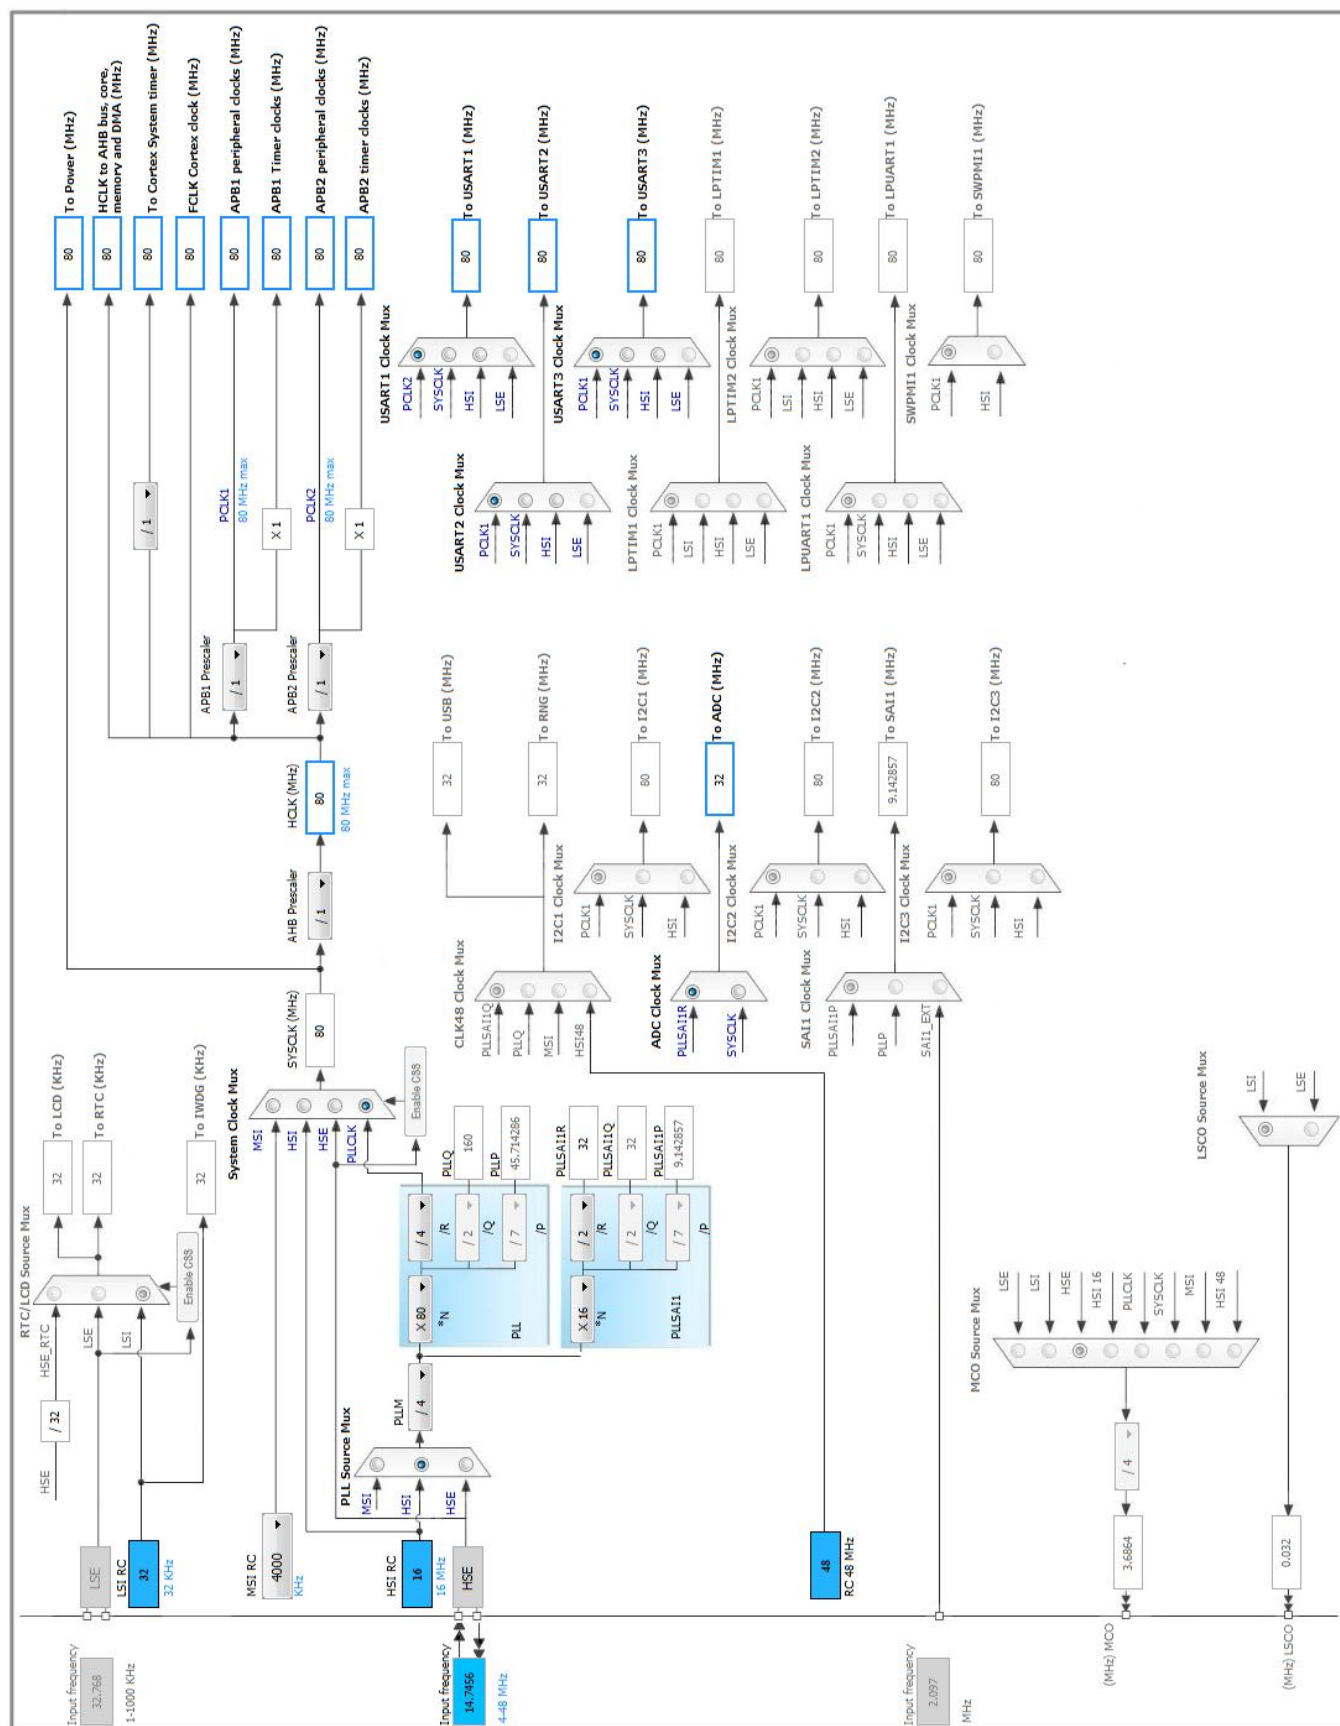 Input frequency
32.768
1-1000 KHz
LSE
LSI RC
32
32 KHz
HSE
/ 32
HSE_RTC
LSE
LSI
RTC/LCD Source Mux
Enable CSS
32
To LCD (KHz)
32
To RTC (KHz)
32
To IWDG (KHz)
MSI RC
4000
KHz
HSI RC
16
16 MHz
Input frequency
14.7456
4-48 MHz
HSE
PLL Source Mux
MSI
HSI
HSE
PLLM
/ 4
X 80
*N
PLL
/ 4
/R
/ 2
/Q
/ 7
/P
PLLQ
160
PLLP
45.714286
X 16
*N
PLLSAI1
/ 2
/R
/ 2
/Q
/ 7
/P
PLLSAI1R
32
PLLSAI1Q
32
PLLSAI1P
9.142857
System Clock Mux
MSI
HSI
HSE
PLLCLK
Enable CSS
SYSCLK (MHz)
80
AHB Prescaler
/ 1
HCLK (MHz)
80
80 MHz max
APB1 Prescaler
/ 1
APB2 Prescaler
/ 1
/ 1
PCLK1
80 MHz max
X 1
PCLK2
80 MHz max
X 1
80
To Power (MHz)
80
HCLK to AHB bus, core,
memory and DMA (MHz)
80
To Cortex System timer (MHz)
80
FCLK Cortex clock (MHz)
80
APB1 peripheral clocks (MHz)
80
APB1 Timer clocks (MHz)
80
APB2 peripheral clocks (MHz)
80
APB2 timer clocks (MHz)
48
RC 48 MHz
CLK48 Clock Mux
PLLSAI1Q
PLLQ
MSI
HSI48
32
To USB (MHz)
32
To RNG (MHz)
I2C1 Clock Mux
PCLK1
SYSCLK
HSI
80
To I2C1 (MHz)
ADC Clock Mux
PLLSAI1R
SYSCLK
32
To ADC (MHz)
I2C2 Clock Mux
PCLK1
SYSCLK
HSI
80
To I2C2 (MHz)
SAI1 Clock Mux
PLLSAI1P
PLLP
SAI1_EXT
9.142857
To SAI1 (MHz)
I2C3 Clock Mux
PCLK1
SYSCLK
HSI
80
To I2C3 (MHz)
USART1 Clock Mux
PCLK2
SYSCLK
HSI
LSE
80
To USART1 (MHz)
USART2 Clock Mux
PCLK1
SYSCLK
HSI
LSE
80
To USART2 (MHz)
USART3 Clock Mux
PCLK1
SYSCLK
HSI
LSE
80
To USART3 (MHz)
LPTIM1 Clock Mux
PCLK1
LSI
HSI
LSE
80
To LPTIM1 (MHz)
LPTIM2 Clock Mux
PCLK1
LSI
HSI
LSE
80
To LPTIM2 (MHz)
LPUART1 Clock Mux
PCLK1
SYSCLK
HSI
LSE
80
To LPUART1 (MHz)
SWPMI1 Clock Mux
PCLK1
HSI
80
To SWPMI1 (MHz)
Input frequency
2.097
MHz
(MHz) MCO
3.6864
/ 4
MCO Source Mux
LSE
LSI
HSE
HSI 16
PLLCLK
SYSCLK
MSI
HSI 48
(MHz) LSCO
0.032
LSCO Source Mux
LSI
LSE